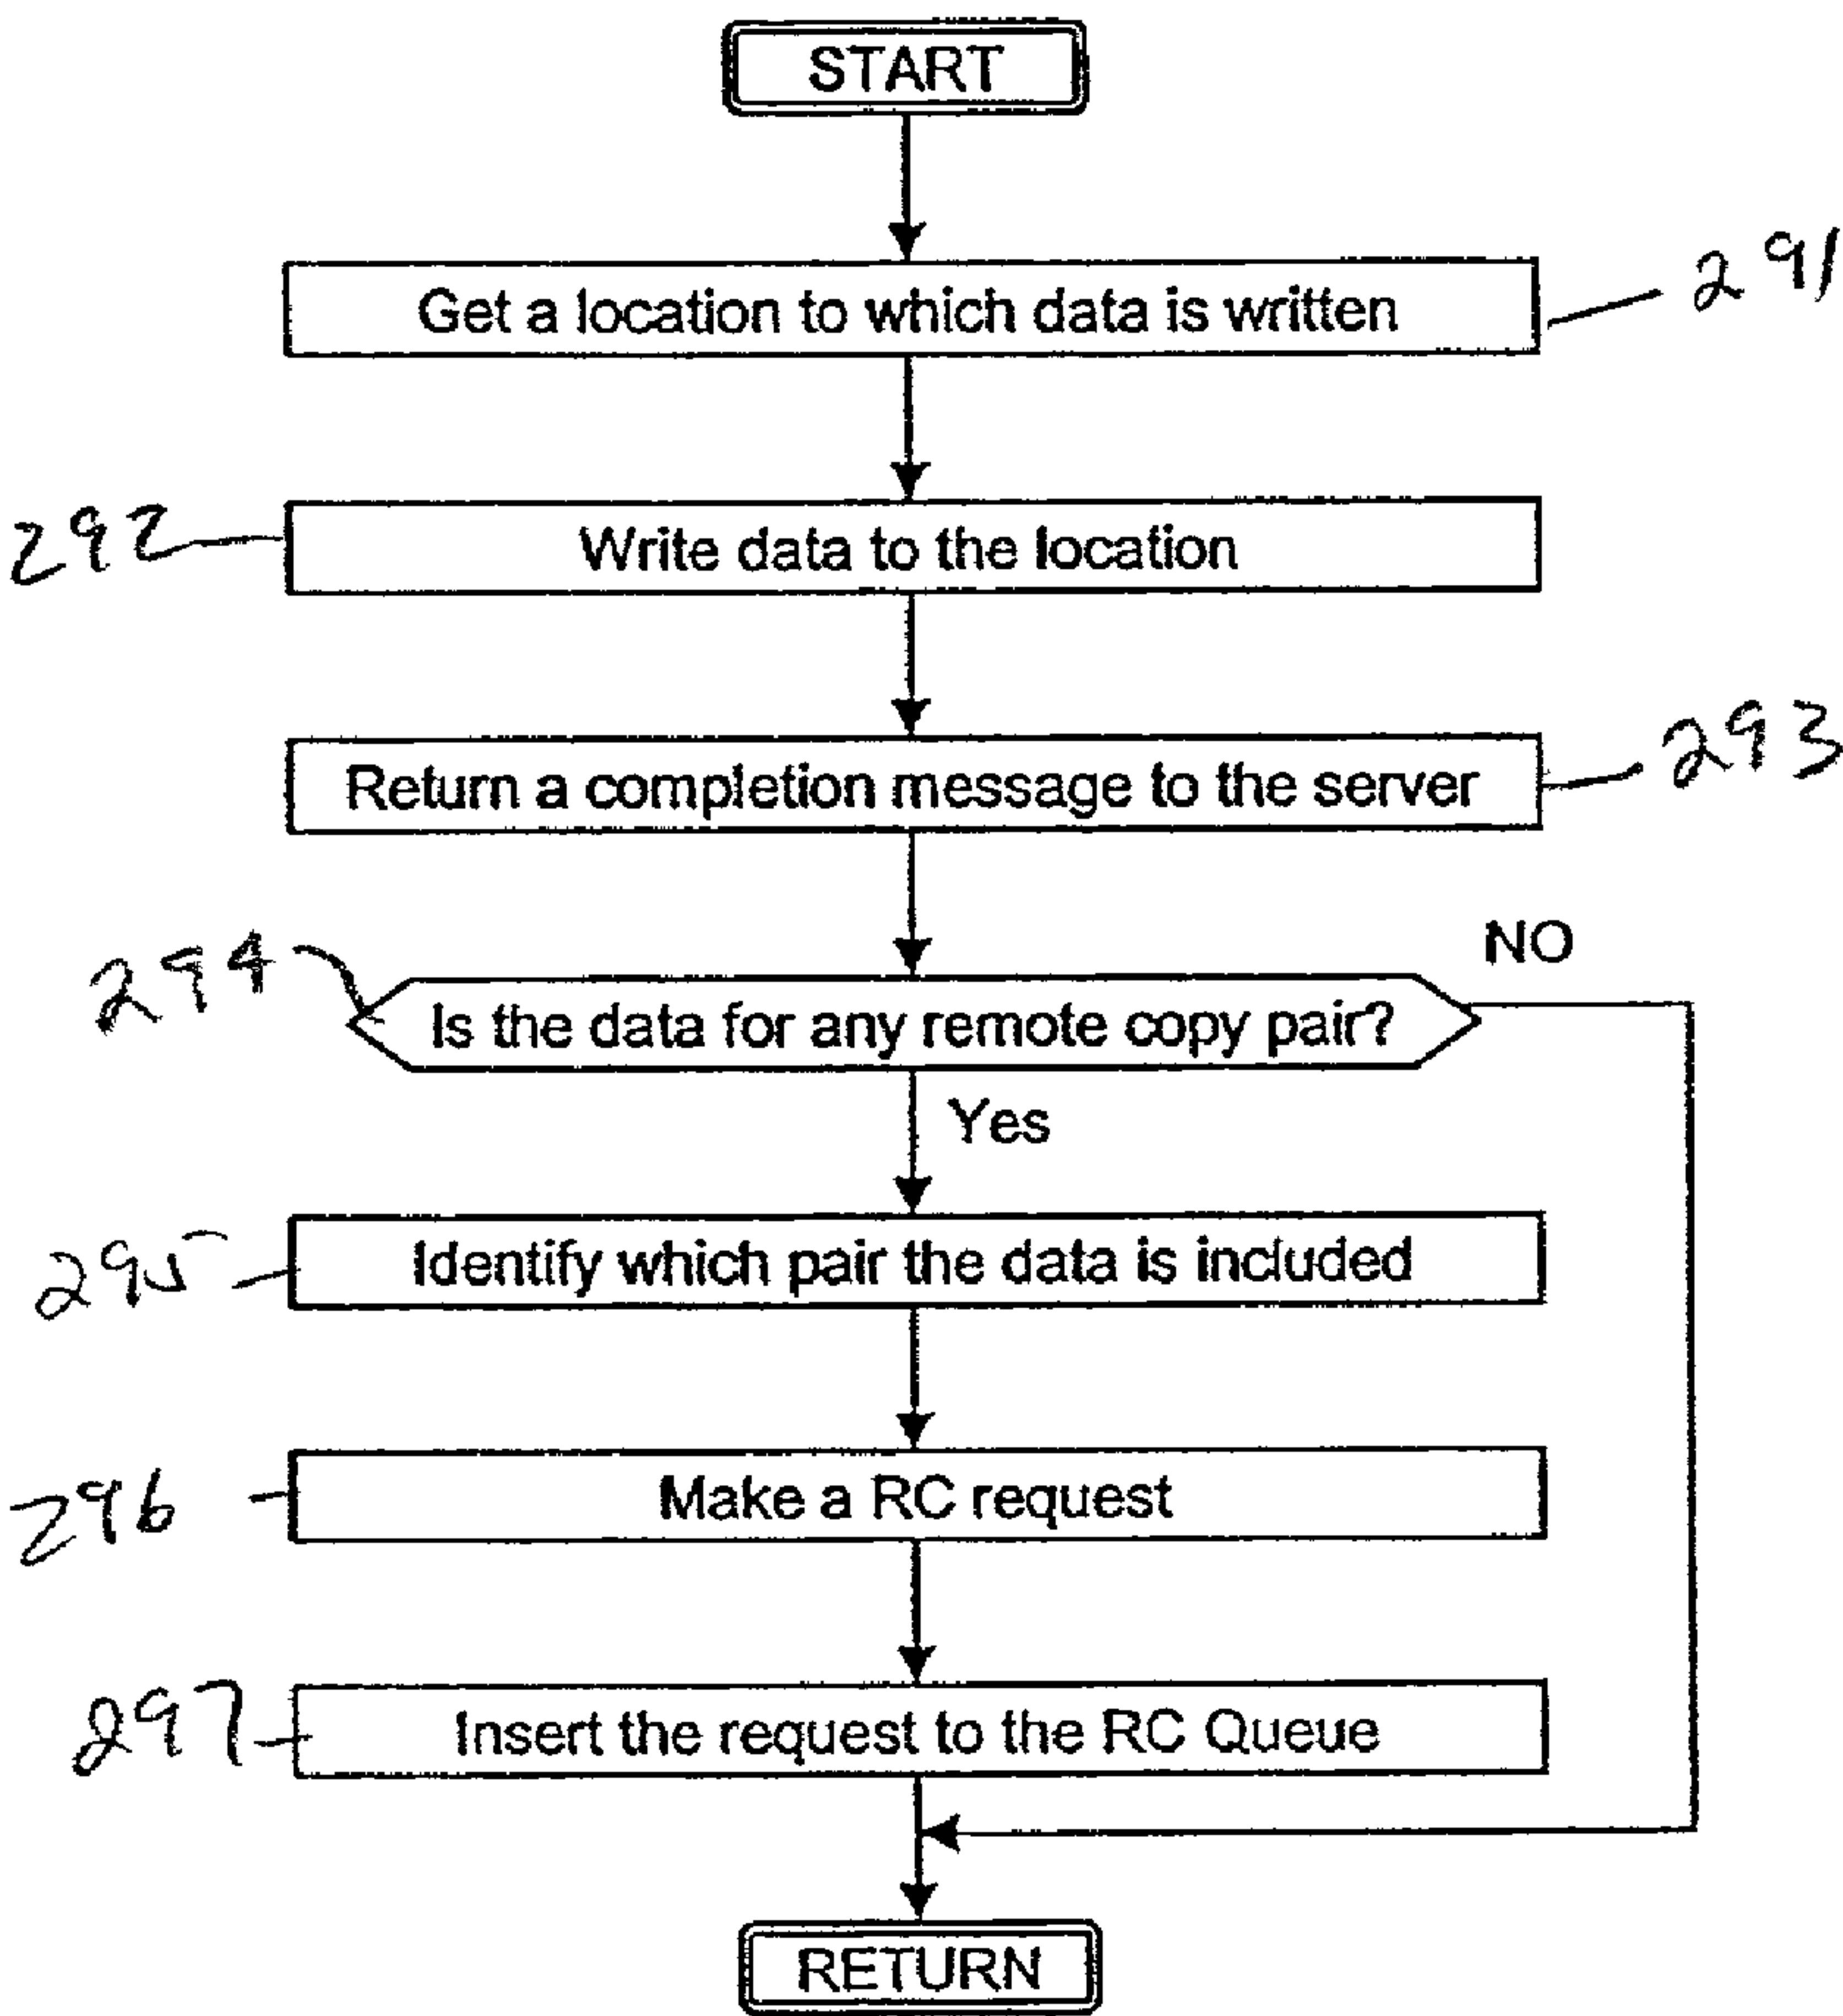 START
Get a location to which data is written
291
292
Write data to the location
Return a completion message to the server
293
NO
294
Is the data for any remote copy pair?
Yes
295
Identify which pair the data is included
296
Make a RC request
297
Insert the request to the RC Queue
RETURN